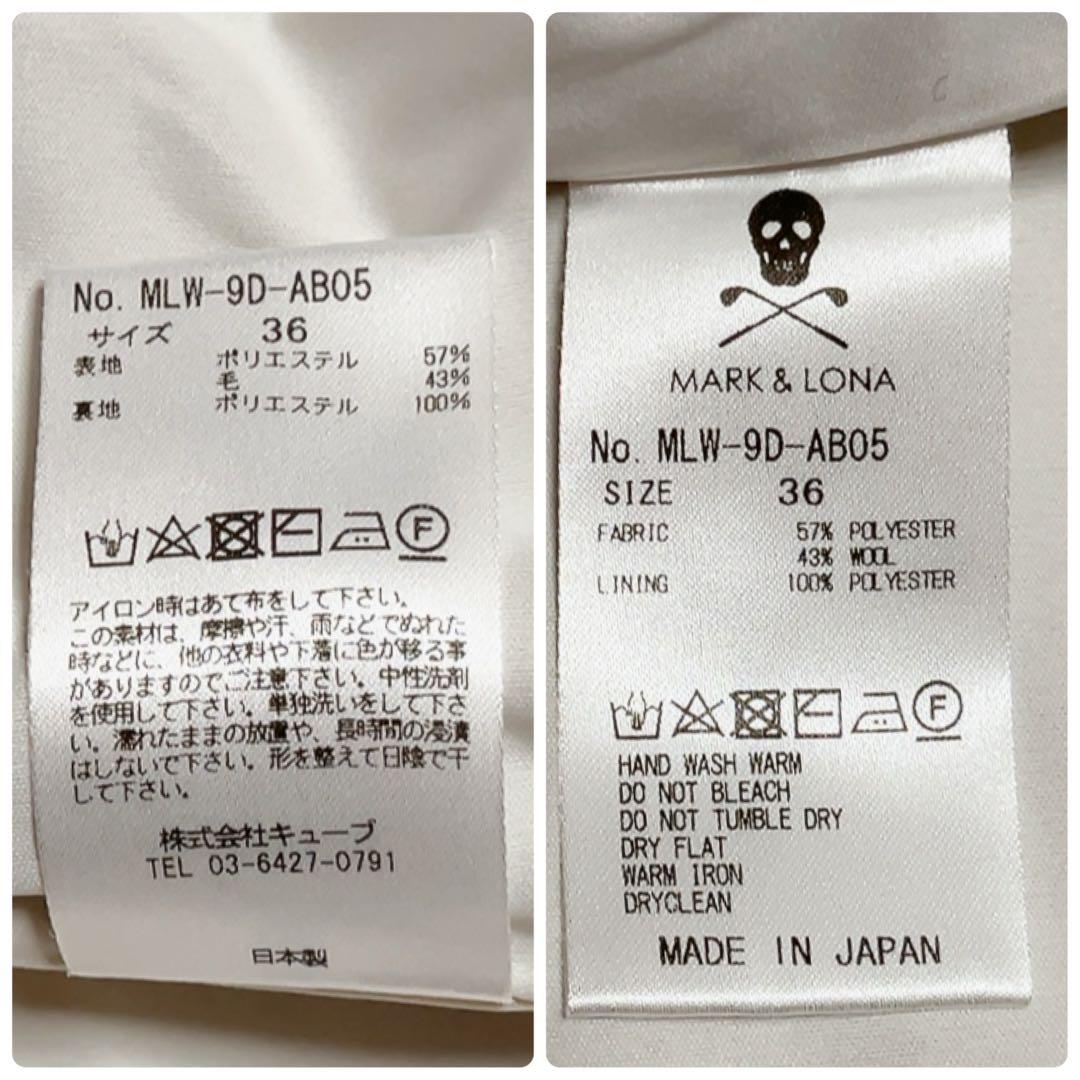 No. MLW-9D-AB05
サイズ 36
表地 ポリエステル 57%
毛 43%
裏地 ポリエステル 100%
F
アイロン時はあて布をして下さい。
この素材は、摩擦や汗、雨などでぬれた
時などに、他の衣料や下着に色が移る事
がありますのでご注意下さい。中性洗剤
を使用して下さい。単独洗いをして下さ
い。濡れたままの放置や、長時間の浸漬
はしないで下さい。形を整えて日陰で干
して下さい。
株式会社キューブ
TEL 03-6427-0791
日本製
MARK & LONA
No. MLW-9D-AB05
SIZE 36
FABRIC 57% POLYESTER
43% WOOL
LINING 100% POLYESTER
F
HAND WASH WARM
DO NOT BLEACH
DO NOT TUMBLE DRY
DRY FLAT
WARM IRON
DRYCLEAN
MADE IN JAPAN